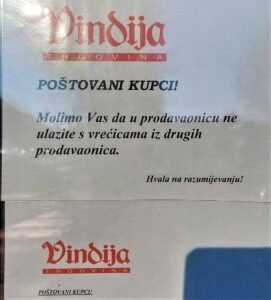 Vindija
TRGOVINA
POŠTOVANI KUPCI!
Molimo Vas da u prodavaonicu ne
ulazite s vrećicama iz drugih
prodavaonica.
Hvala na razumijevanju!
Vindija
TRGOVINA
POŠTOVANI KUPCI!